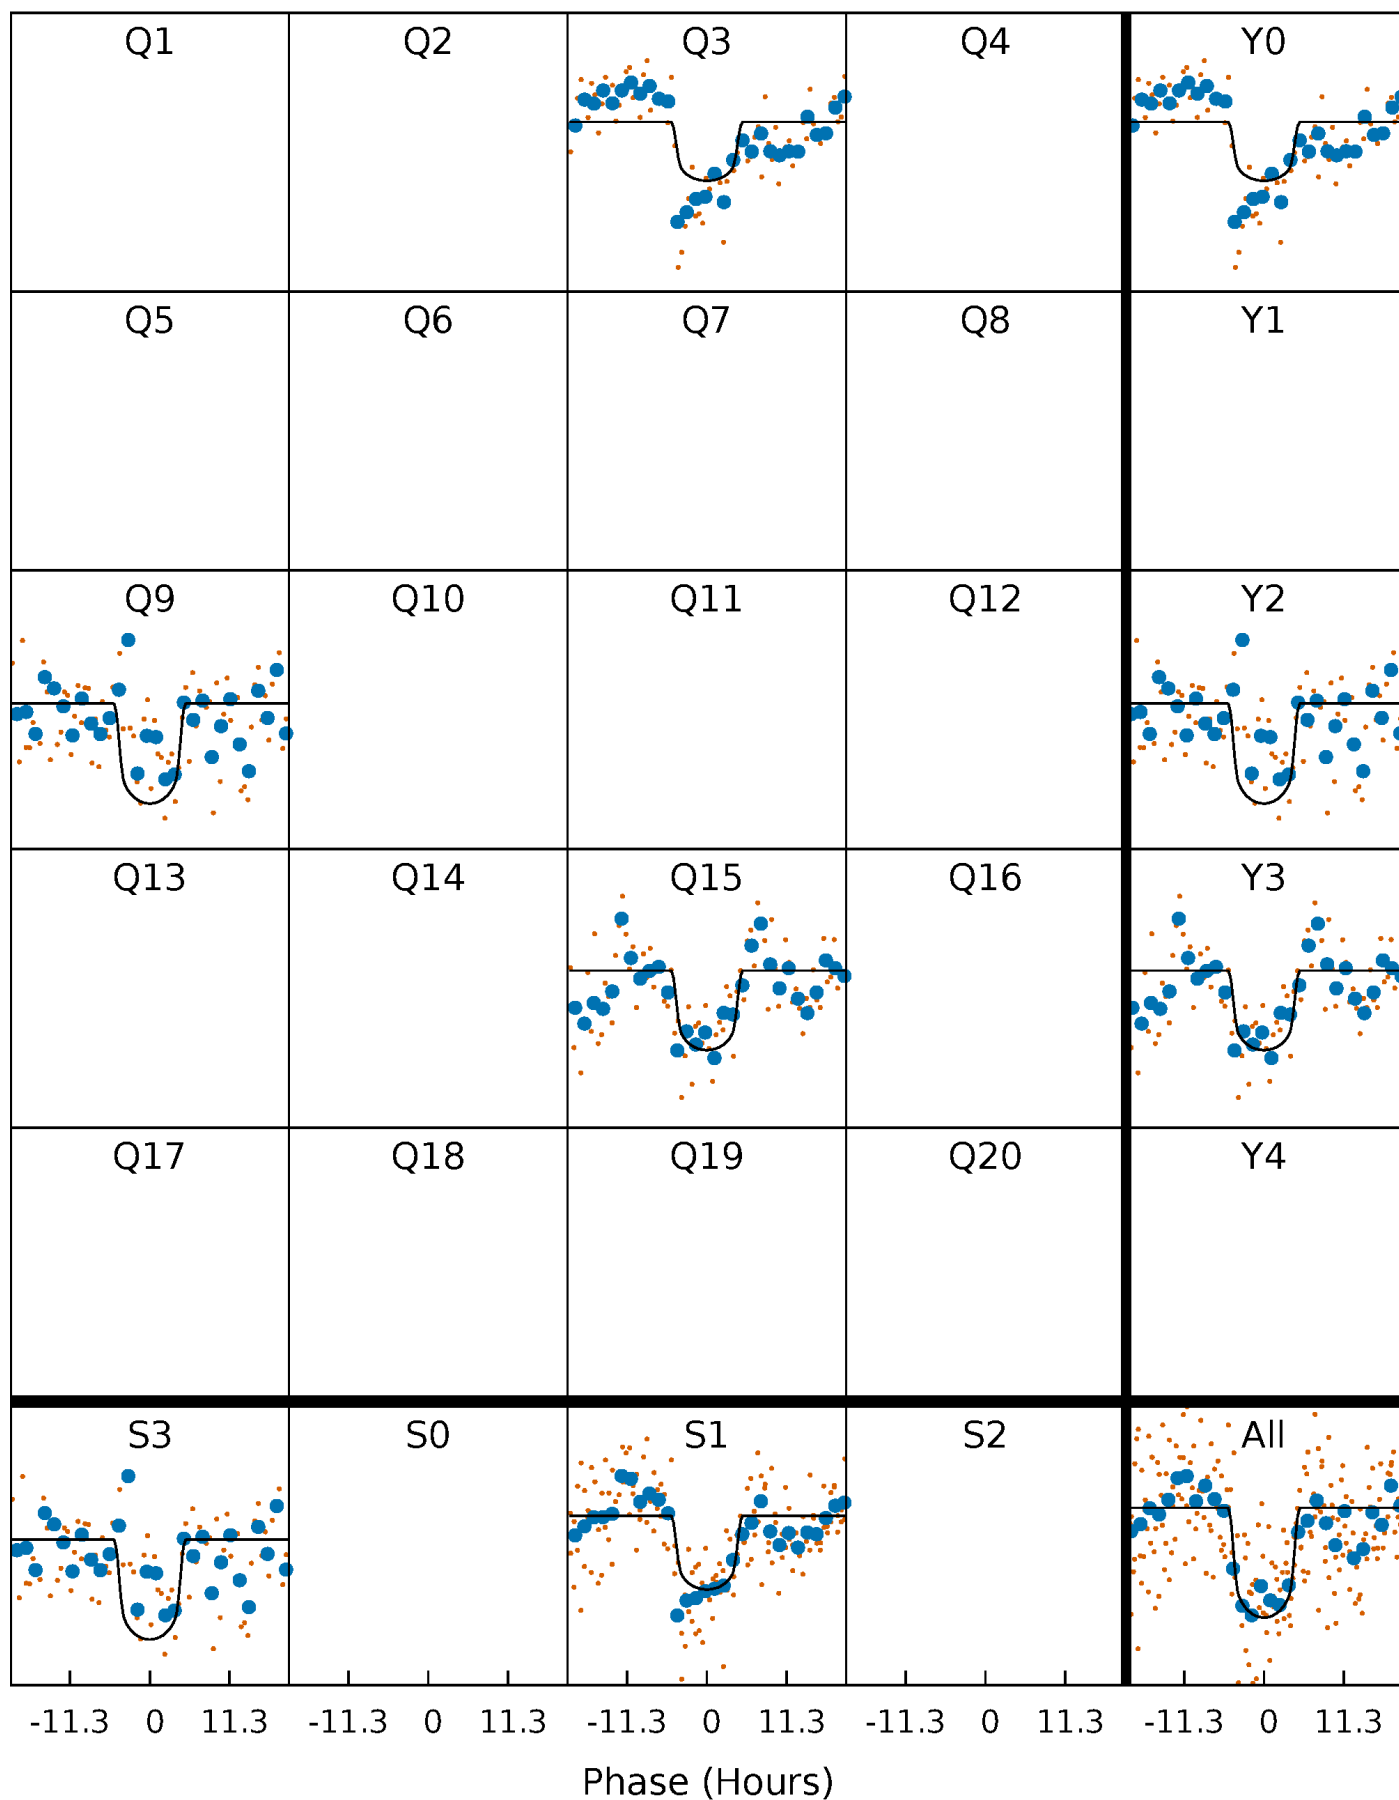 Q1 Q2 Q3 Q4 Y0
Q5 Q6 Q7 Q8 Y1
Q9 Q10 Q11 Q12 Y2
Q13 Q14 Q15 Q16 Y3
Q17 Q18 Q19 Q20 Y4
S3 S0 S1 S2 All
-11.3 0 11.3 -11.3 0 11.3 -11.3 0 11.3 -11.3 0 11.3 -11.3 0 11.3
Phase (Hours)